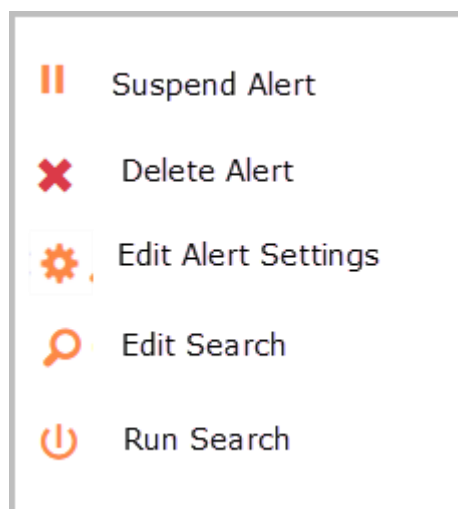 Suspend Alert
Delete Alert
Edit Alert Settings
Edit Search
Run Search